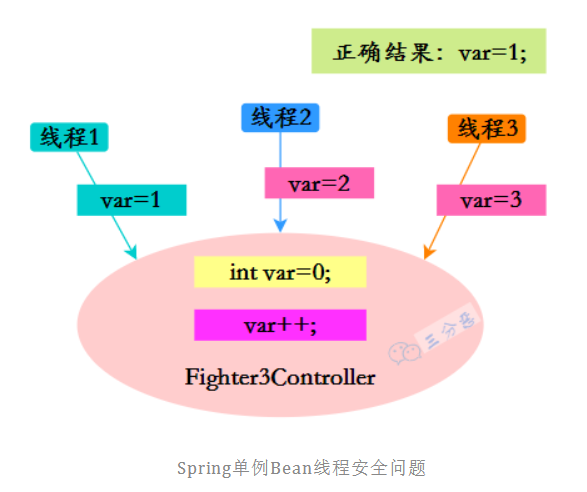 正确结果：var=1;
线程1
线程2
线程3
var=1
var=2
var=3
int var=0;
var++;
三分恶
Fighter3Controller
Spring单例Bean线程安全问题